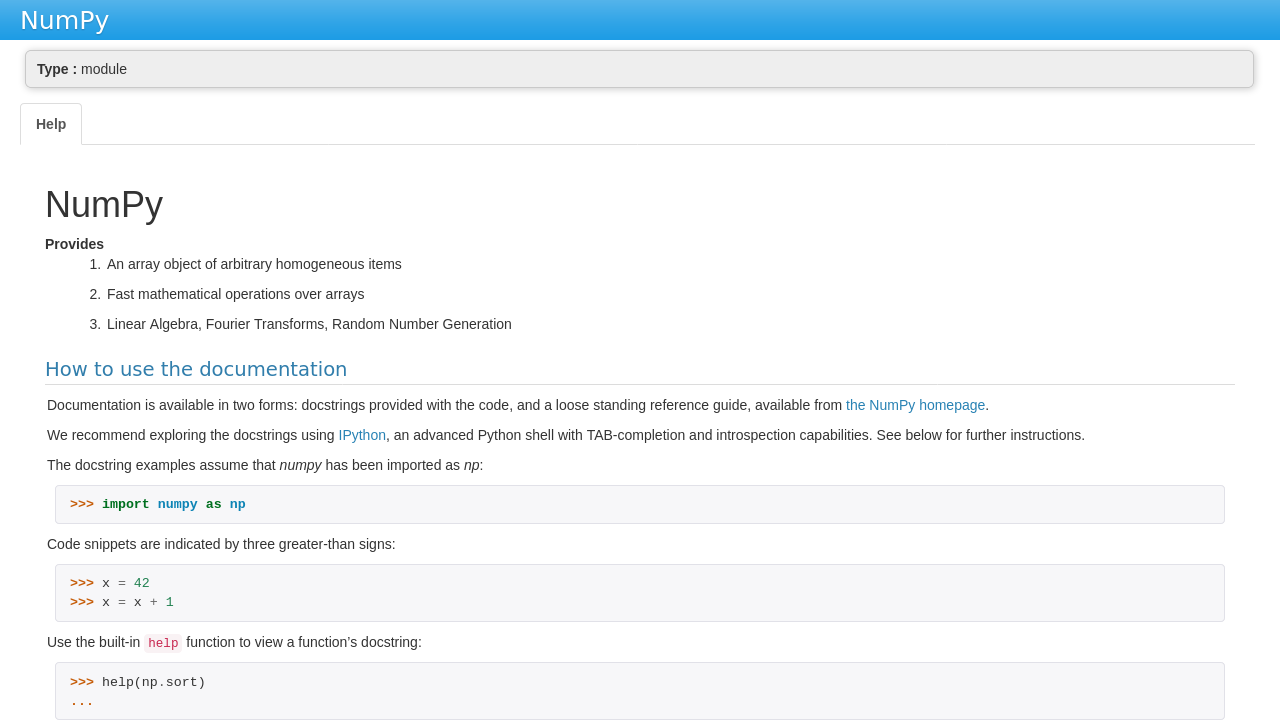 NumPy
Type : module
Help
NumPy
Provides
1. An array object of arbitrary homogeneous items
2. Fast mathematical operations over arrays
3. Linear Algebra, Fourier Transforms, Random Number Generation
How to use the documentation
Documentation is available in two forms: docstrings provided with the code, and a loose standing reference guide, available from the NumPy homepage.
We recommend exploring the docstrings using IPython, an advanced Python shell with TAB-completion and introspection capabilities. See below for further instructions.
The docstring examples assume that numpy has been imported as np:
>>> import numpy as np
Code snippets are indicated by three greater-than signs:
>>> x = 42
>>> x = x + 1
Use the built-in help function to view a function's docstring:
>>> help(np.sort)
...